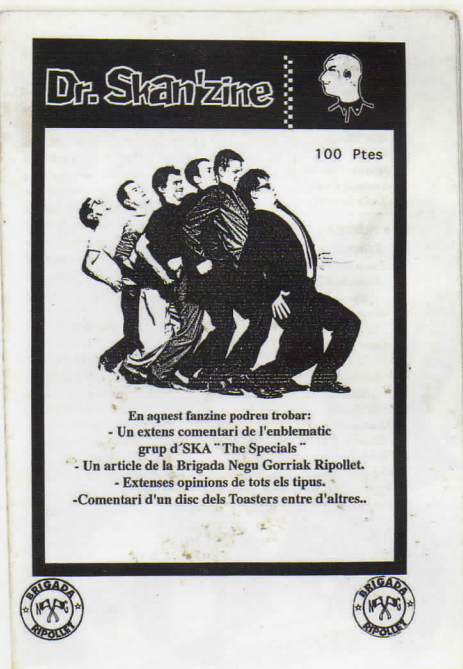 Dr. Skan'zine
100 Ptes
En aquest fanzine podreu trobar:
- Un extens comentari de l'enblematic
grup d´SKA ¨ The Specials ¨
- Un article de la Brigada Negu Gorriak Ripollet.
- Extenses opinions de tots els tipus.
-Comentari d'un disc dels Toasters entre d'altres..
BRIGADA
N G
RIPOLLET
BRIGADA
N G
RIPOLLET